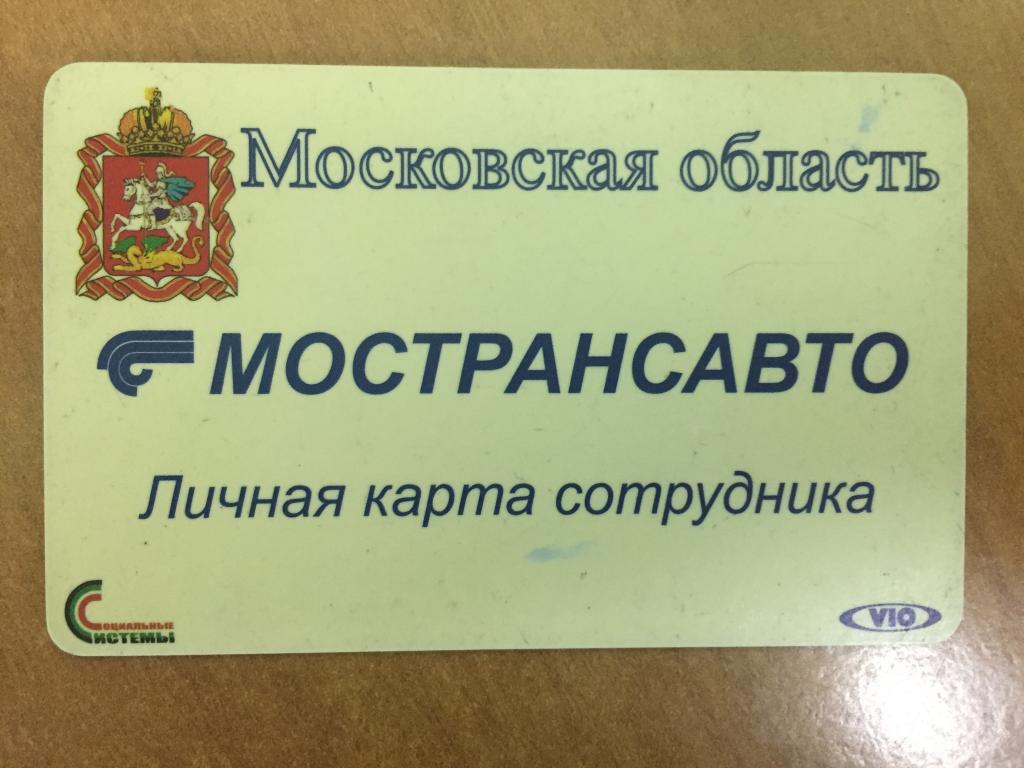 Московская область
МОСТРАНСАВТО
Личная карта сотрудника
СОЦИАЛЬНЫЕ
СИСТЕМЫ
VIO